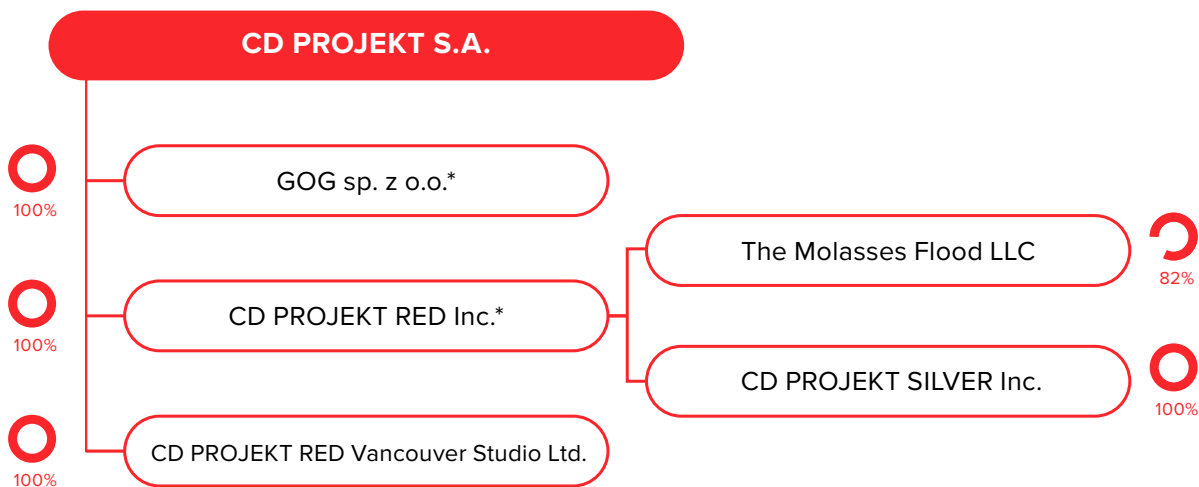 CD PROJEKT S.A.
GOG sp. z o.o.*
100%
The Molasses Flood LLC
82%
CD PROJEKT RED Inc.*
100%
CD PROJEKT SILVER Inc.
100%
CD PROJEKT RED Vancouver Studio Ltd.
100%